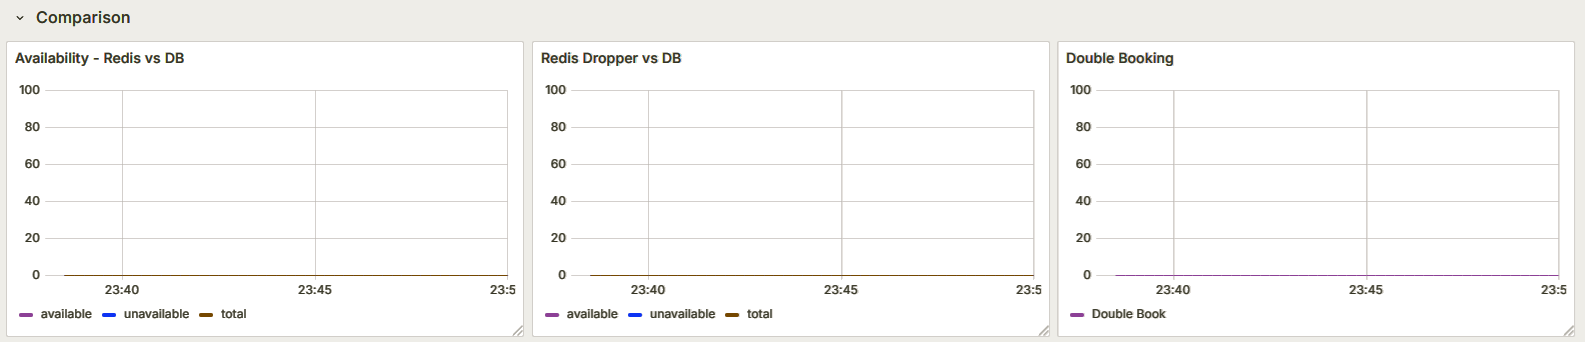 Comparison
Availability - Redis vs DB
100
80
60
40
20
0
23:40 23:45 23:5
available unavailable total
Redis Dropper vs DB
100
80
60
40
20
0
23:40 23:45 23:5
available unavailable total
Double Booking
100
80
60
40
20
0
23:40 23:45 23:5
Double Book